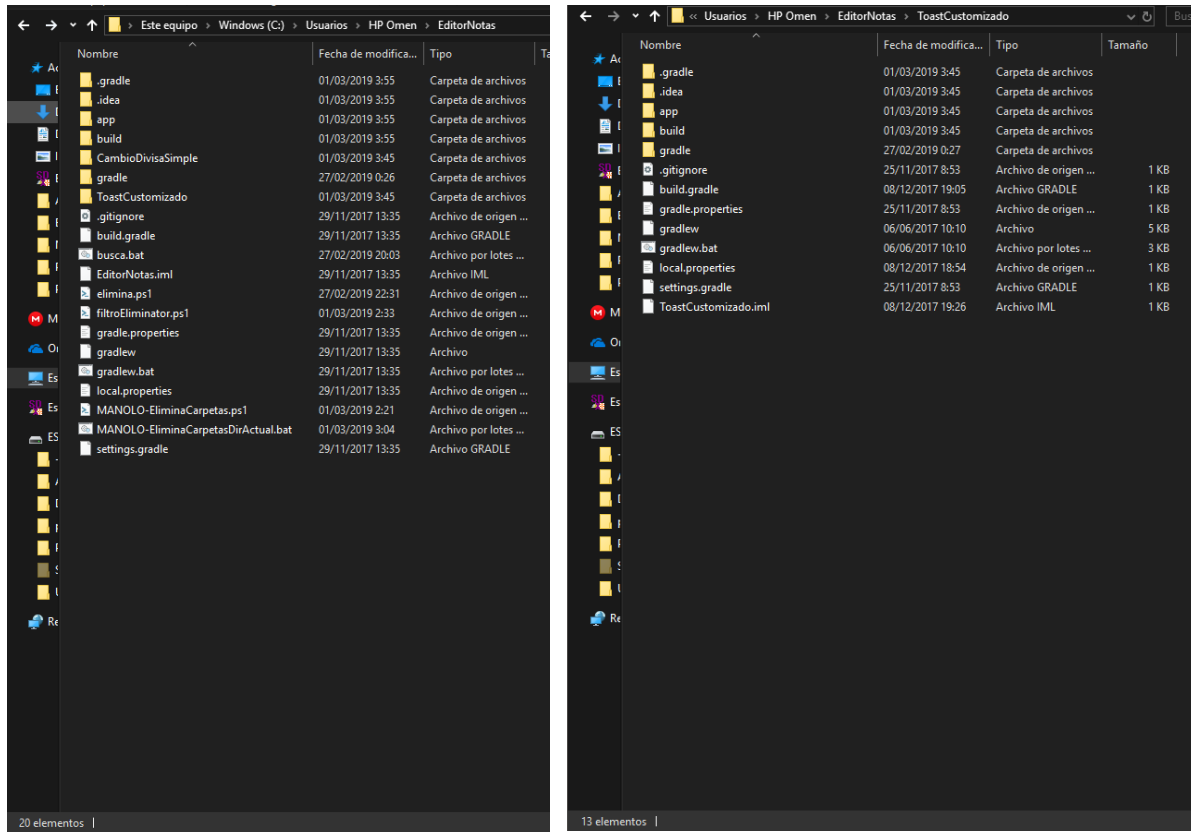 Este equipo > Windows (C:) > Usuarios > HP Omen > EditorNotas
Nombre Fecha de modifica... Tipo
.gradle 01/03/2019 3:55 Carpeta de archivos
.idea 01/03/2019 3:55 Carpeta de archivos
app 01/03/2019 3:55 Carpeta de archivos
build 01/03/2019 3:55 Carpeta de archivos
CambioDivisaSimple 01/03/2019 3:45 Carpeta de archivos
gradle 27/02/2019 0:26 Carpeta de archivos
ToastCustomizado 01/03/2019 3:45 Carpeta de archivos
.gitignore 29/11/2017 13:35 Archivo de origen ...
build.gradle 29/11/2017 13:35 Archivo GRADLE
busca.bat 27/02/2019 20:03 Archivo por lotes ...
EditorNotas.iml 29/11/2017 13:35 Archivo IML
elimina.ps1 27/02/2019 22:31 Archivo de origen ...
filtroEliminator.ps1 01/03/2019 2:33 Archivo de origen ...
gradle.properties 29/11/2017 13:35 Archivo de origen ...
gradlew 29/11/2017 13:35 Archivo
gradlew.bat 29/11/2017 13:35 Archivo por lotes ...
local.properties 29/11/2017 13:35 Archivo de origen ...
MANOLO-EliminaCarpetas.ps1 01/03/2019 2:21 Archivo de origen ...
MANOLO-EliminaCarpetasDirActual.bat 01/03/2019 3:04 Archivo por lotes ...
settings.gradle 29/11/2017 13:35 Archivo GRADLE
20 elementos
« Usuarios > HP Omen > EditorNotas > ToastCustomizado
Nombre Fecha de modifica... Tipo Tamaño
.gradle 01/03/2019 3:45 Carpeta de archivos
.idea 01/03/2019 3:45 Carpeta de archivos
app 01/03/2019 3:45 Carpeta de archivos
build 01/03/2019 3:45 Carpeta de archivos
gradle 27/02/2019 0:27 Carpeta de archivos
.gitignore 25/11/2017 8:53 Archivo de origen ... 1 KB
build.gradle 08/12/2017 19:05 Archivo GRADLE 1 KB
gradle.properties 25/11/2017 8:53 Archivo de origen ... 1 KB
gradlew 06/06/2017 10:10 Archivo 5 KB
gradlew.bat 06/06/2017 10:10 Archivo por lotes ... 3 KB
local.properties 08/12/2017 18:54 Archivo de origen ... 1 KB
settings.gradle 25/11/2017 8:53 Archivo GRADLE 1 KB
ToastCustomizado.iml 08/12/2017 19:26 Archivo IML 1 KB
13 elementos